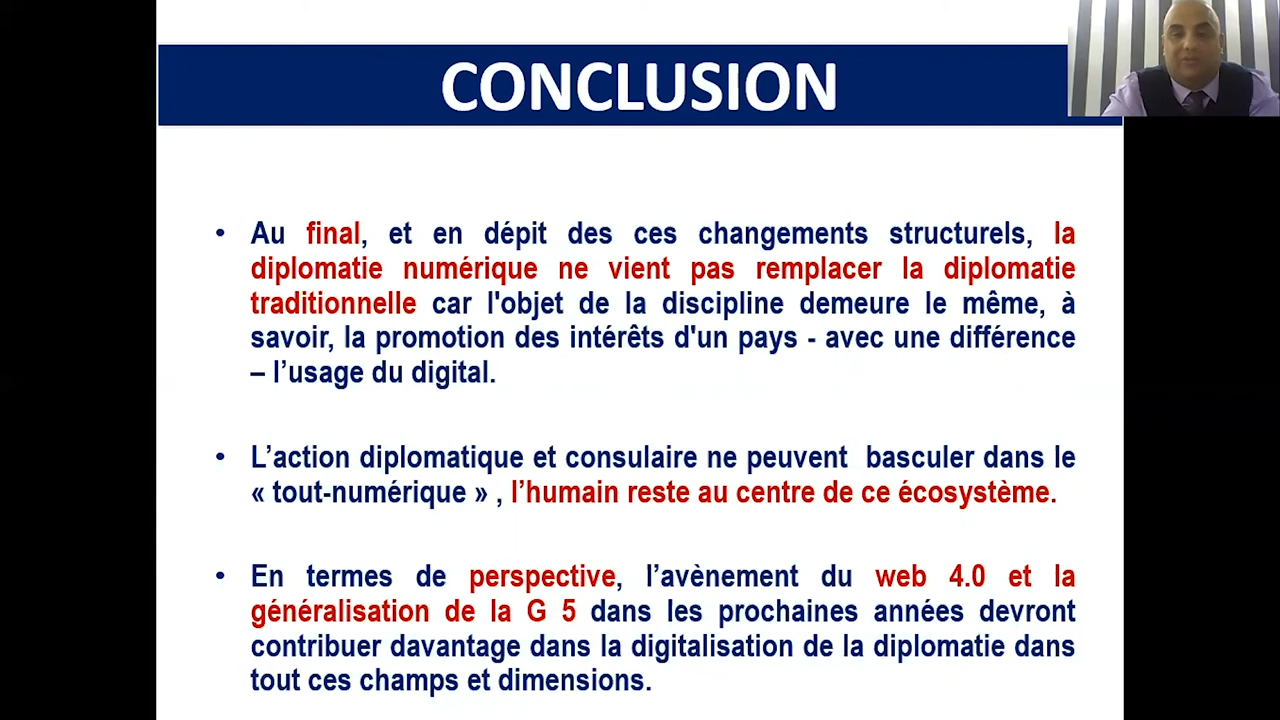 CONCLUSION
• Au final, et en dépit des ces changements structurels, la
diplomatie numérique ne vient pas remplacer la diplomatie
traditionnelle car l'objet de la discipline demeure le même, à
savoir, la promotion des intérêts d'un pays - avec une différence
– l’usage du digital.
• L’action diplomatique et consulaire ne peuvent basculer dans le
« tout-numérique » , l’humain reste au centre de ce écosystème.
• En termes de perspective, l’avènement du web 4.0 et la
généralisation de la G 5 dans les prochaines années devront
contribuer davantage dans la digitalisation de la diplomatie dans
tout ces champs et dimensions.